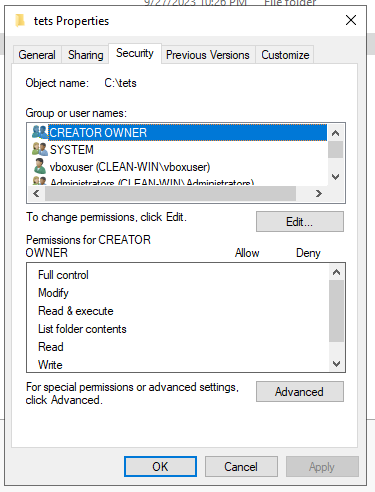 9/27/2023 10:26 PM File folder
tets Properties
General Sharing Security Previous Versions Customize
Object name: C:\tets
Group or user names:
CREATOR OWNER
SYSTEM
vboxuser (CLEAN-WIN\vboxuser)
Administrators (CLEAN-WIN\Administrators)
To change permissions, click Edit.
Edit...
Permissions for CREATOR
OWNER Allow Deny
Full control
Modify
Read & execute
List folder contents
Read
Write
For special permissions or advanced settings,
click Advanced.
Advanced
OK Cancel Apply